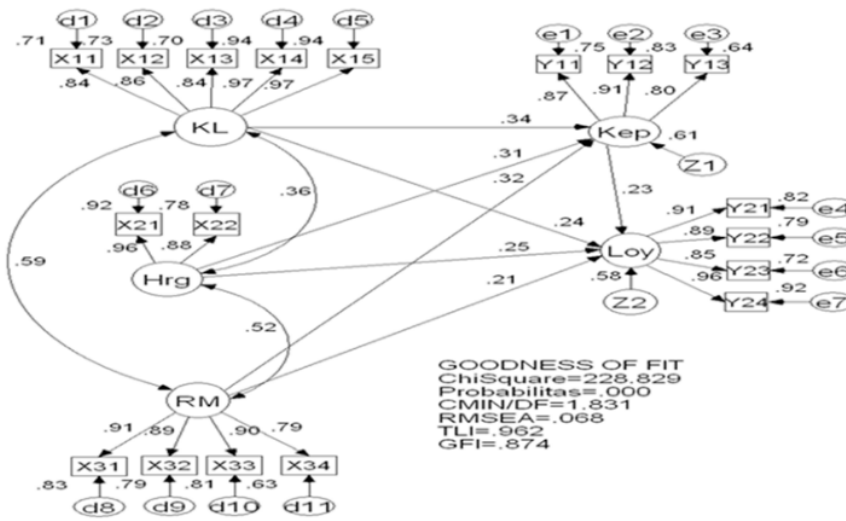 d1 d2 d3 d4 d5
.71 .73 .70 .94 .94
X11 X12 X13 X14 X15
.84 .86 .84 .97 .97
KL
e1 e2 e3
.75 .83 .64
Y11 Y12 Y13
.87 .91 .80
Kep
.61
Z1
.34
.31
.32
.36
.23
d6 d7
.92 .78
X21 X22
.96 .88
Hrg
.59
.24
.25
.21
.52
.91 Y21 .82 e4
.89 Y22 .79 e5
.85 Y23 .72 e6
.96 Y24 .92 e7
Loy
.58
Z2
RM
.91 .89 .90 .79
X31 X32 X33 X34
.83 .79 .81 .63
d8 d9 d10 d11
GOODNESS OF FIT
ChiSquare=228.829
Probabilitas=.000
CMIN/DF=1.831
RMSEA=.068
TLI=.962
GFI=.874